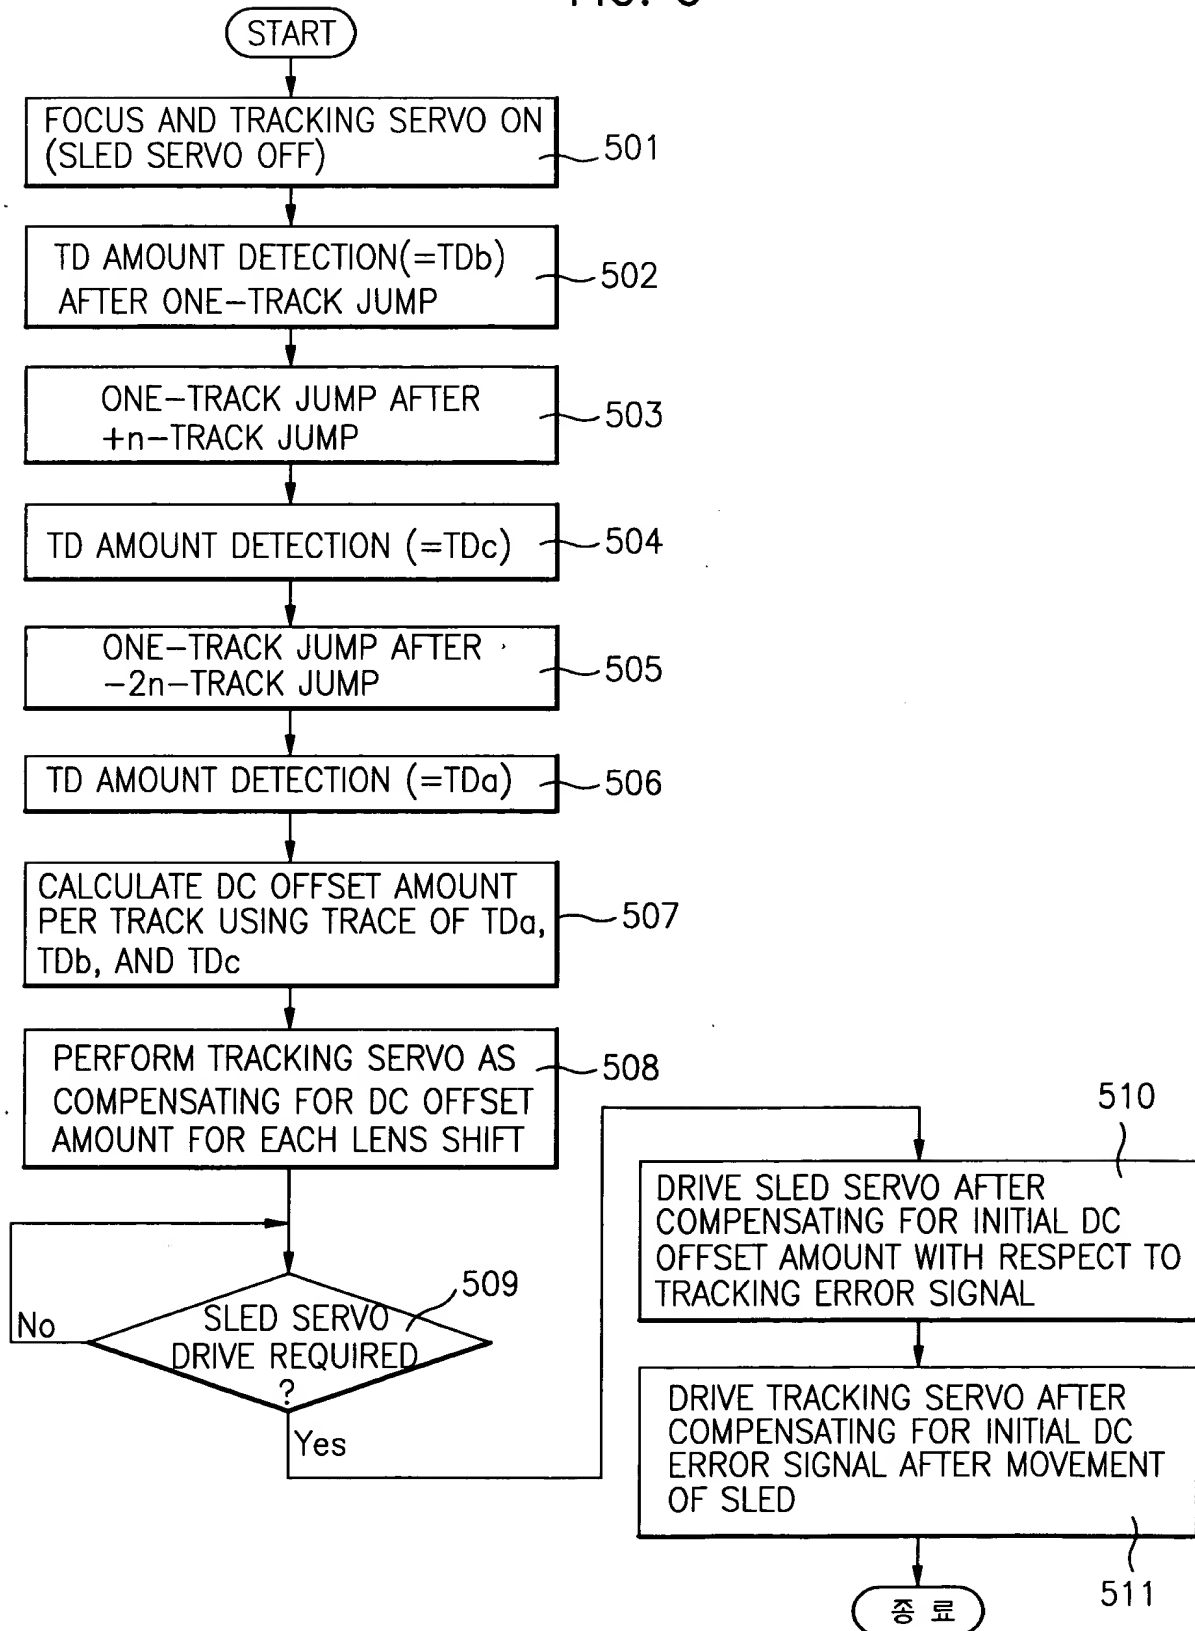 START
FOCUS AND TRACKING SERVO ON
(SLED SERVO OFF)
501
TD AMOUNT DETECTION(=TDb)
AFTER ONE-TRACK JUMP
502
ONE-TRACK JUMP AFTER
+n-TRACK JUMP
503
TD AMOUNT DETECTION (=TDc)
504
ONE-TRACK JUMP AFTER
-2n-TRACK JUMP
505
TD AMOUNT DETECTION (=TDa)
506
CALCULATE DC OFFSET AMOUNT
PER TRACK USING TRACE OF TDa,
TDb, AND TDc
507
PERFORM TRACKING SERVO AS
COMPENSATING FOR DC OFFSET
AMOUNT FOR EACH LENS SHIFT
508
SLED SERVO
DRIVE REQUIRED
?
509
No
Yes
510
DRIVE SLED SERVO AFTER
COMPENSATING FOR INITIAL DC
OFFSET AMOUNT WITH RESPECT TO
TRACKING ERROR SIGNAL
DRIVE TRACKING SERVO AFTER
COMPENSATING FOR INITIAL DC
ERROR SIGNAL AFTER MOVEMENT
OF SLED
511
종료